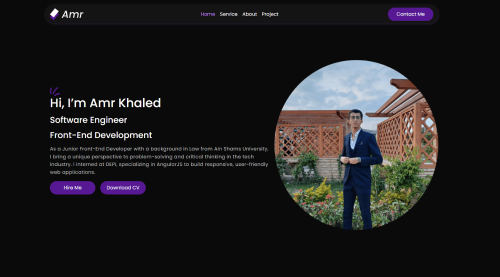 Amr
Home Service About Project
Contact Me
Hi, I'm Amr Khaled
Software Engineer
Front-End Development
As a Junior Front-End Developer with a background in Law from Ain Shams University,
I bring a unique perspective to problem-solving and critical thinking in the tech
industry. I interned at DEPI, specializing in AngularJS to build responsive, user-friendly
web applications.
Hire Me
Download CV